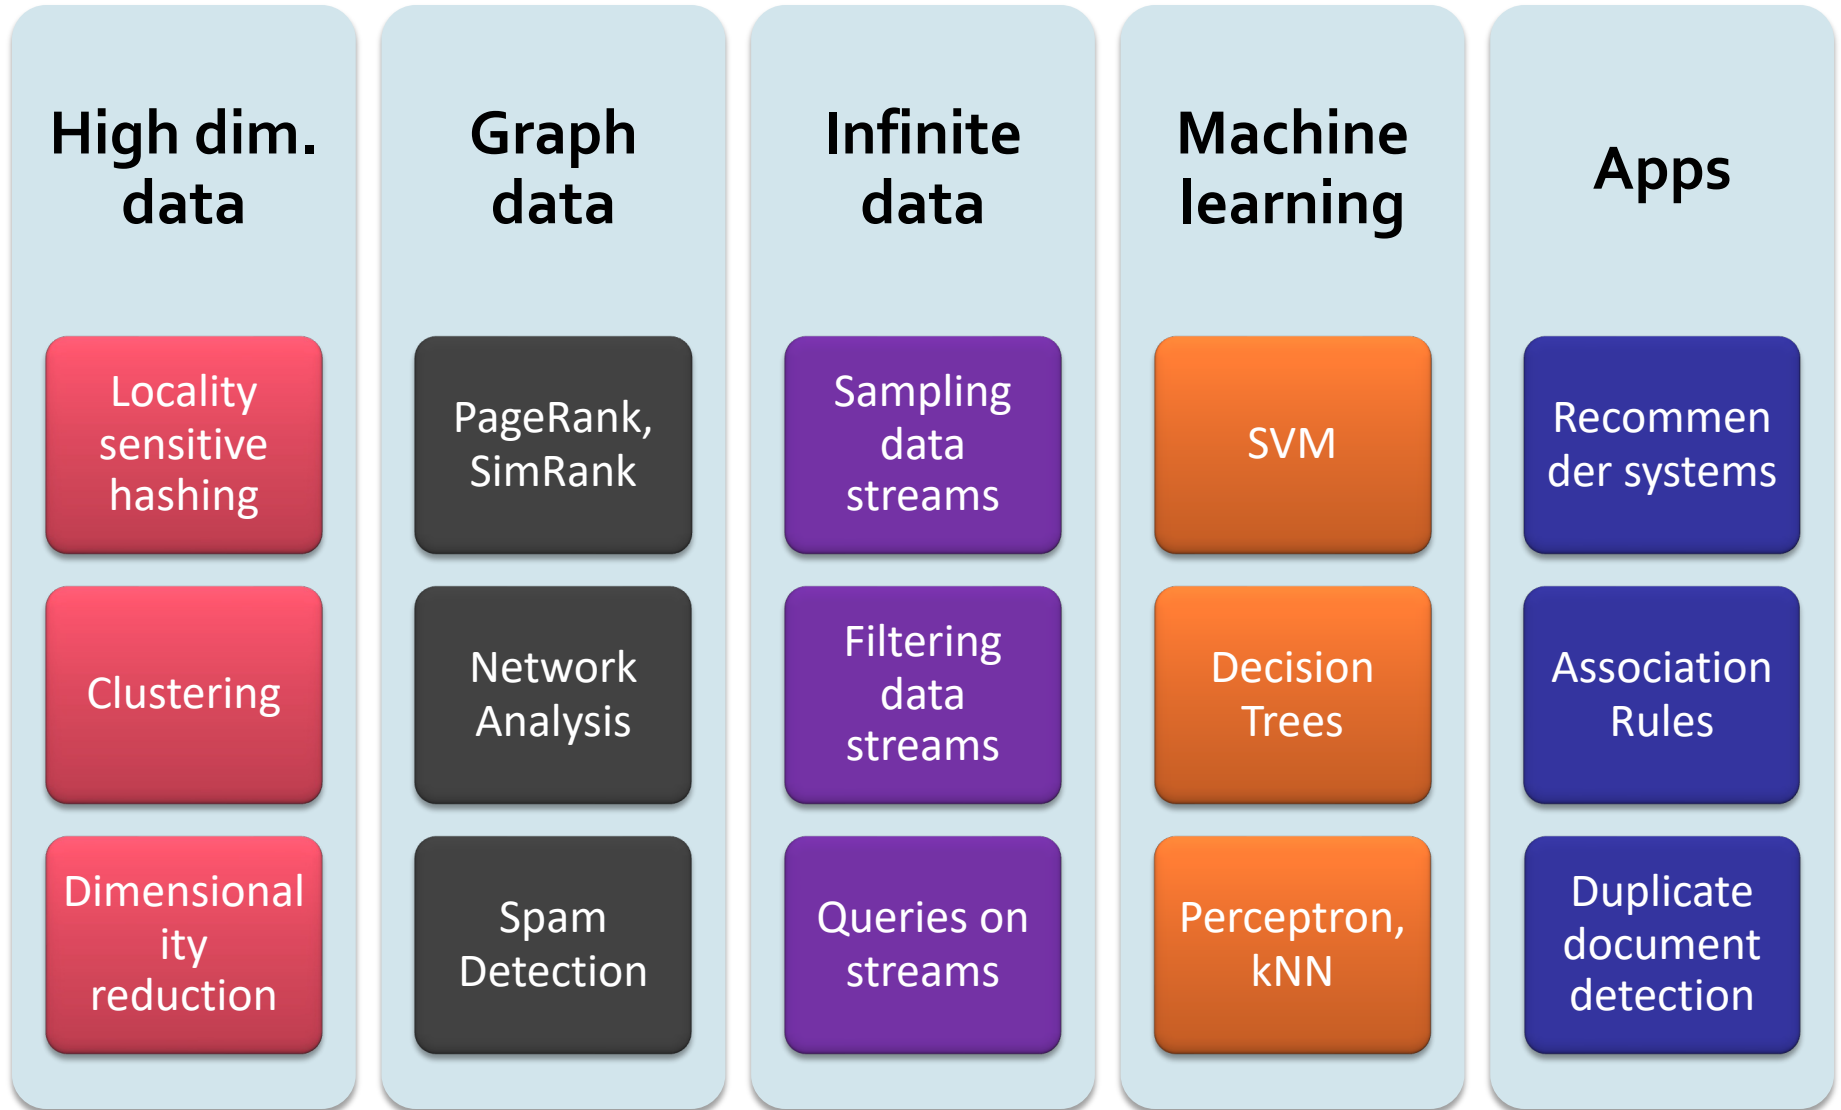 High dim.
data
Locality
sensitive
hashing
Clustering
Dimensional
ity
reduction
Graph
data
PageRank,
SimRank
Network
Analysis
Spam
Detection
Infinite
data
Sampling
data
streams
Filtering
data
streams
Queries on
streams
Machine
learning
SVM
Decision
Trees
Perceptron,
kNN
Apps
Recommen
der systems
Association
Rules
Duplicate
document
detection